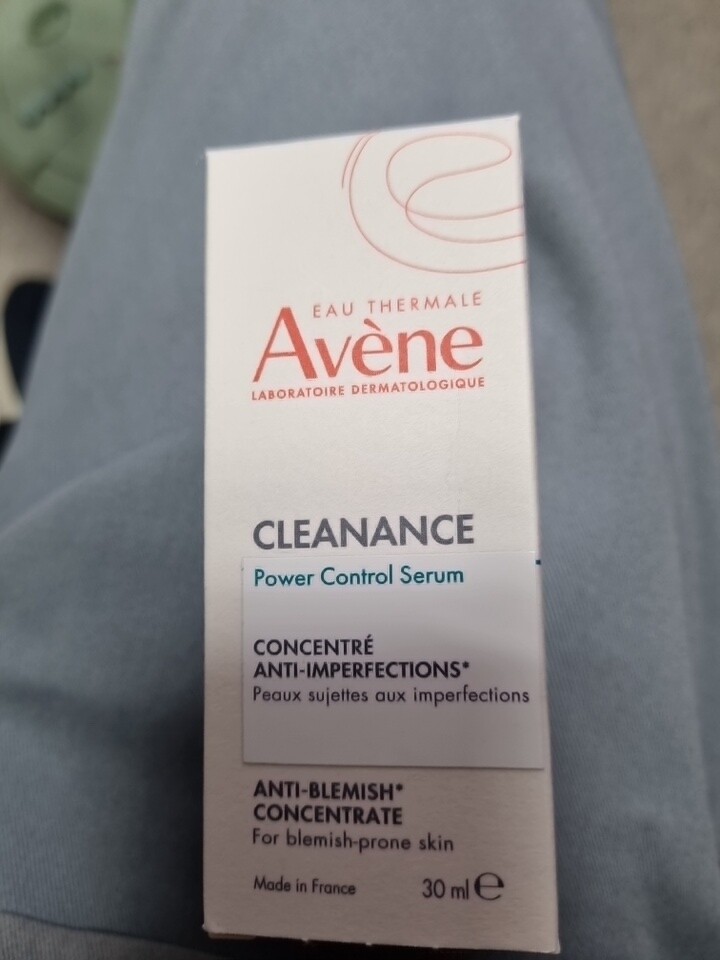 EAU THERMALE
Avène
LABORATOIRE DERMATOLOGIQUE
CLEANANCE
Power Control Serum
CONCENTRÉ
ANTI-IMPERFECTIONS*
Peaux sujettes aux imperfections
ANTI-BLEMISH*
CONCENTRATE
For blemish-prone skin
Made in France 30 ml ℮